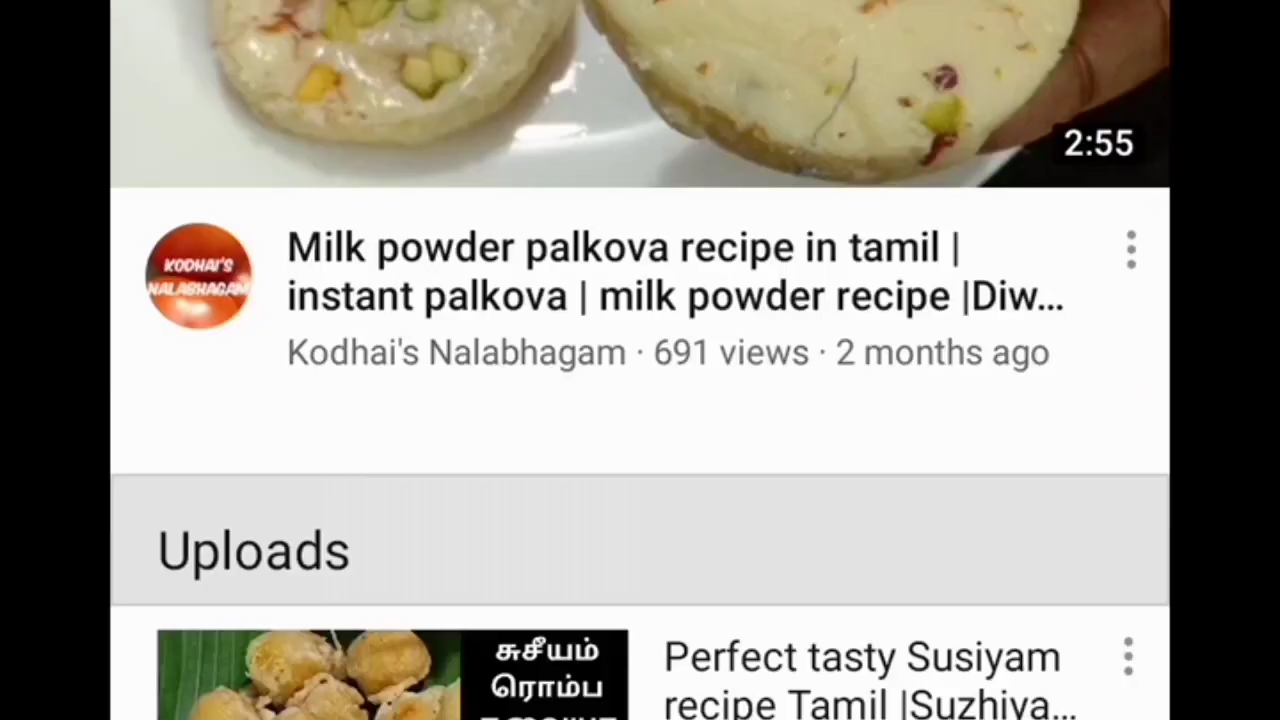 2:55
KODHAI'S
NALABHAGAM
Milk powder palkova recipe in tamil |
instant palkova | milk powder recipe |Diw...
Kodhai's Nalabhagam · 691 views · 2 months ago
Uploads
சுசீயம்
ரொம்ப
Perfect tasty Susiyam
recipe Tamil |Suzhiya...